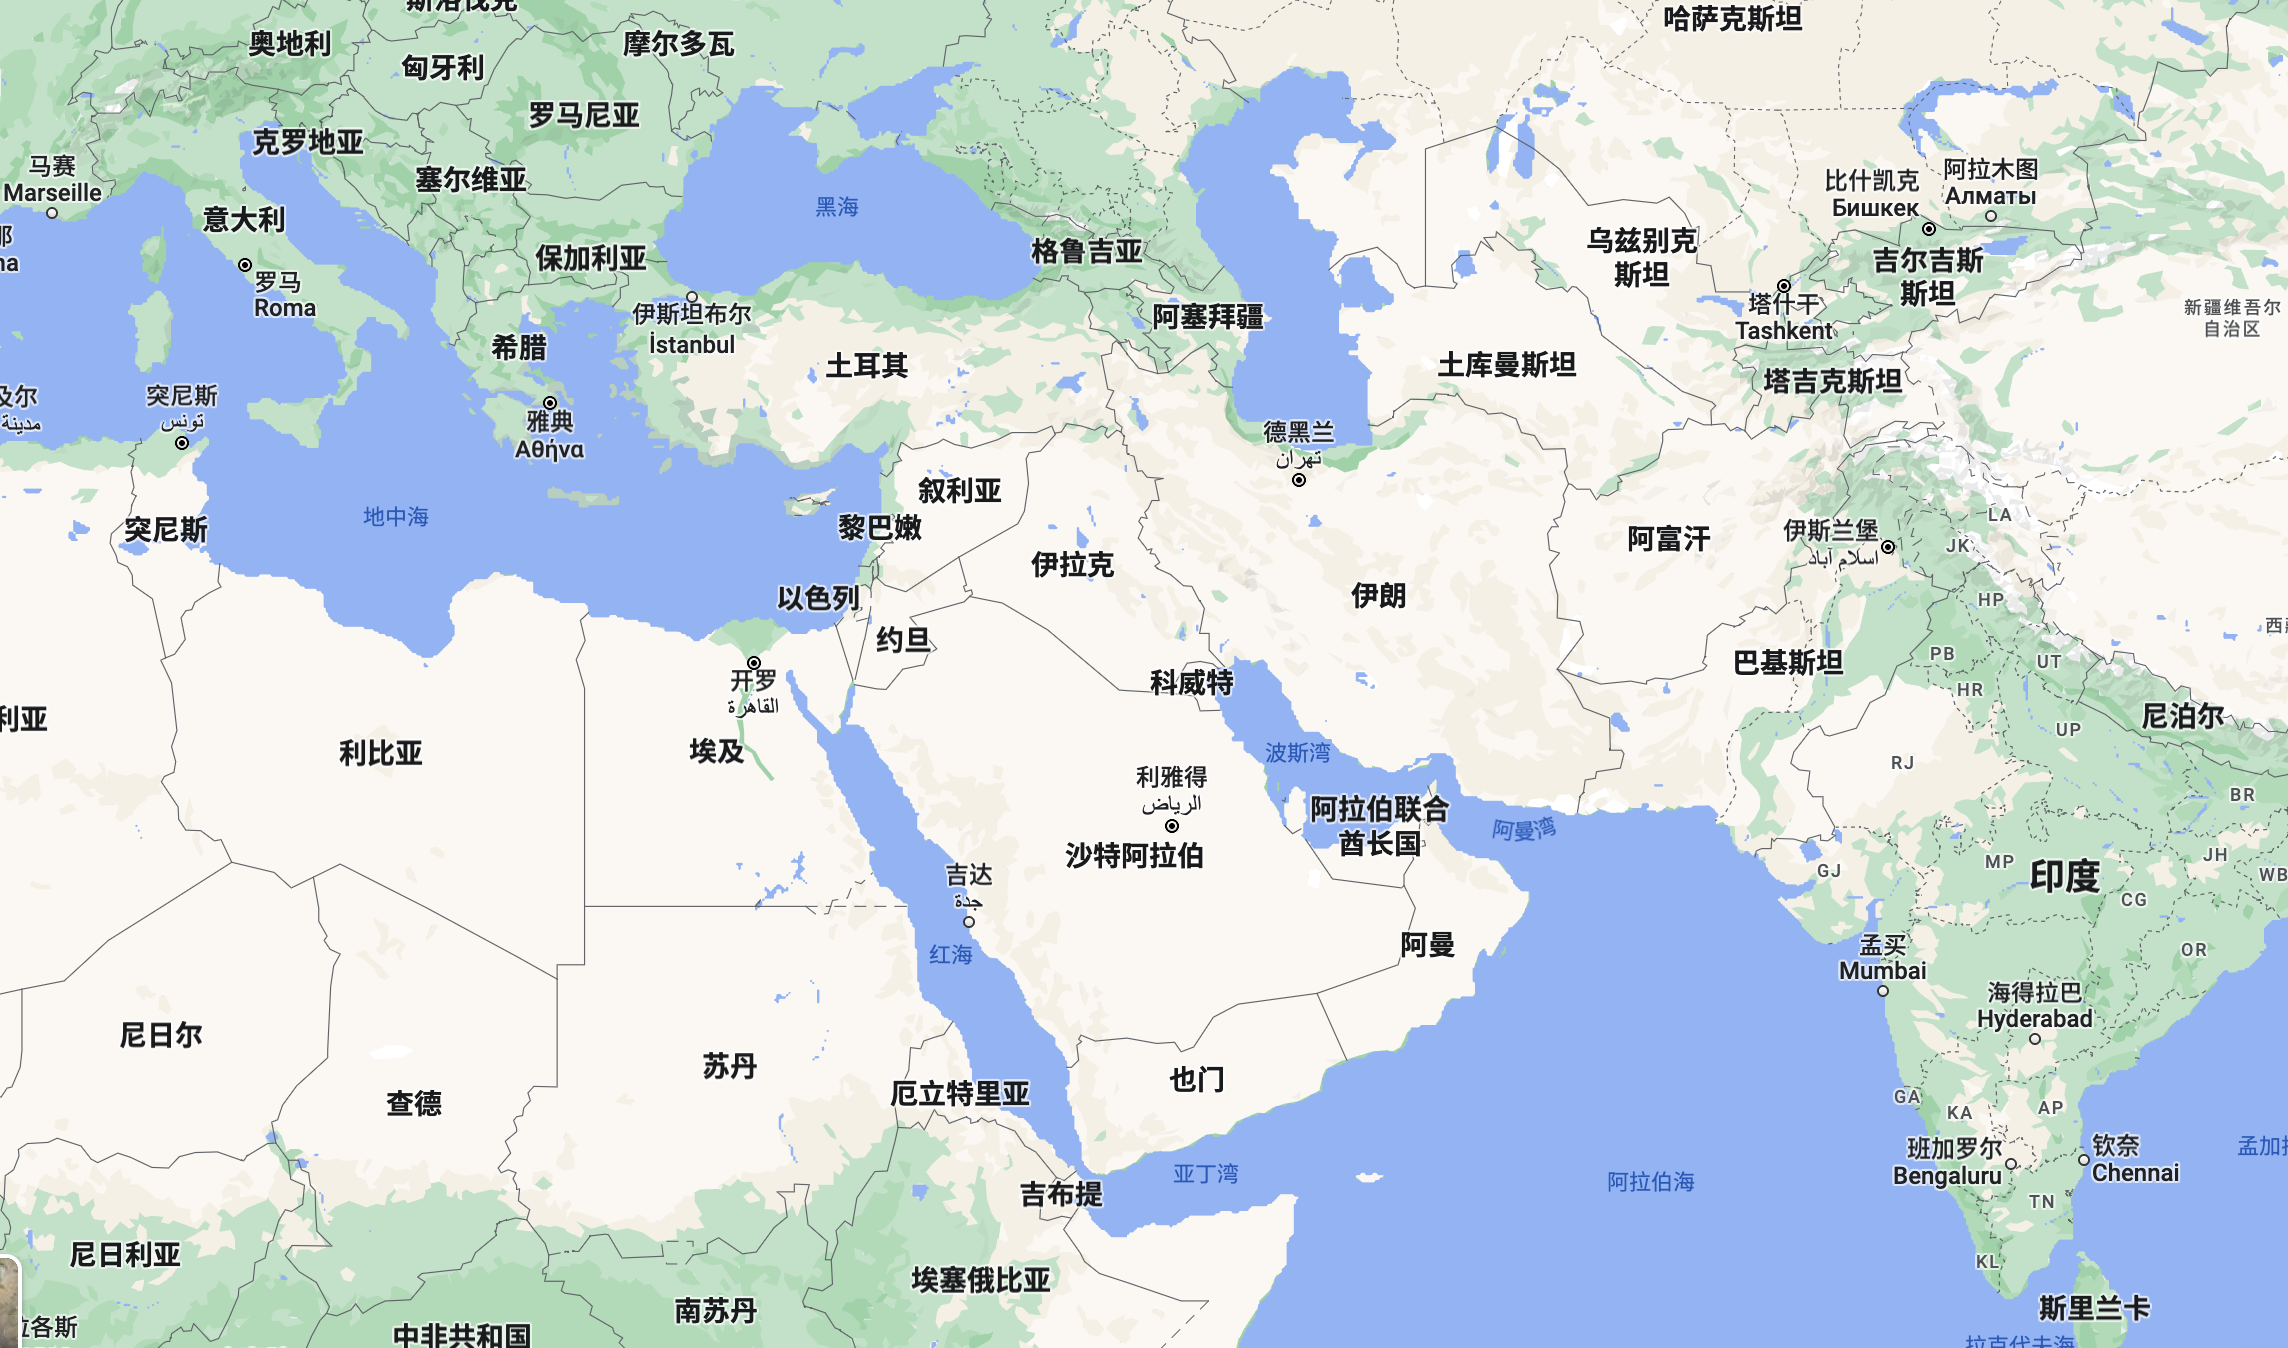 斯洛伐克
奥地利
匈牙利
摩尔多瓦
哈萨克斯坦
罗马尼亚
克罗地亚
塞尔维亚
马赛
Marseille
意大利
黑海
保加利亚
格鲁吉亚
乌兹别克
斯坦
比什凯克
Бишкек
阿拉木图
Алматы
吉尔吉斯
斯坦
新疆维吾尔
自治区
na
罗马
Roma
伊斯坦布尔
İstanbul
希腊
阿塞拜疆
塔什干
Tashkent
土耳其
土库曼斯坦
塔吉克斯坦
及尔
مدينة
突尼斯
تونس
雅典
Αθήνα
德黑兰
تهران
叙利亚
地中海
突尼斯
黎巴嫩
伊拉克
伊朗
阿富汗
伊斯兰堡
اسلام آباد
LA
JK
HP
以色列
约旦
科威特
巴基斯坦
PB
UT
HR
开罗
القاهرة
尼泊尔
利亚
利比亚
埃及
波斯湾
UP
RJ
利雅得
الرياض
阿拉伯联合
酋长国
阿曼湾
BR
沙特阿拉伯
吉达
جدة
MP
印度
JH
GJ
WB
CG
红海
阿曼
孟买
Mumbai
OR
海得拉巴
Hyderabad
尼日尔
苏丹
也门
查德
厄立特里亚
GA
KA
AP
班加罗尔
Bengaluru
钦奈
Chennai
孟加
亚丁湾
阿拉伯海
吉布提
TN
尼日利亚
埃塞俄比亚
KL
南苏丹
斯里兰卡
各斯
中非共和国
拉克代夫海